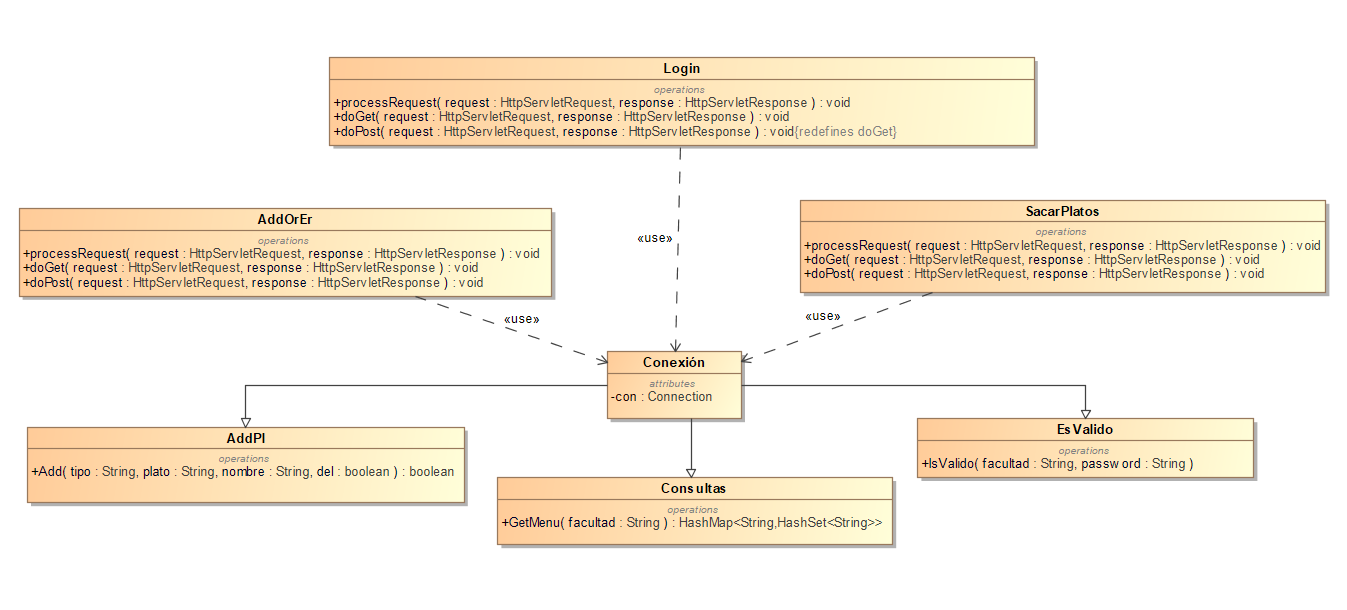 Login
operations
+processRequest( request : HttpServletRequest, response : HttpServletResponse ) : void
+doGet( request : HttpServletRequest, response : HttpServletResponse ) : void
+doPost( request : HttpServletRequest, response : HttpServletResponse ) : void{redefines doGet}
AddOrEr
operations
+processRequest( request : HttpServletRequest, response : HttpServletResponse ) : void
+doGet( request : HttpServletRequest, response : HttpServletResponse ) : void
+doPost( request : HttpServletRequest, response : HttpServletResponse ) : void
«use»
SacarPlatos
operations
+processRequest( request : HttpServletRequest, response : HttpServletResponse ) : void
+doGet( request : HttpServletRequest, response : HttpServletResponse ) : void
+doPost( request : HttpServletRequest, response : HttpServletResponse ) : void
«use»
«use»
Conexión
attributes
-con : Connection
AddPl
operations
+Add( tipo : String, plato : String, nombre : String, del : boolean ) : boolean
Consultas
operations
+GetMenu( facultad : String ) : HashMap<String,HashSet<String>>
EsValido
operations
+IsValido( facultad : String, password : String )